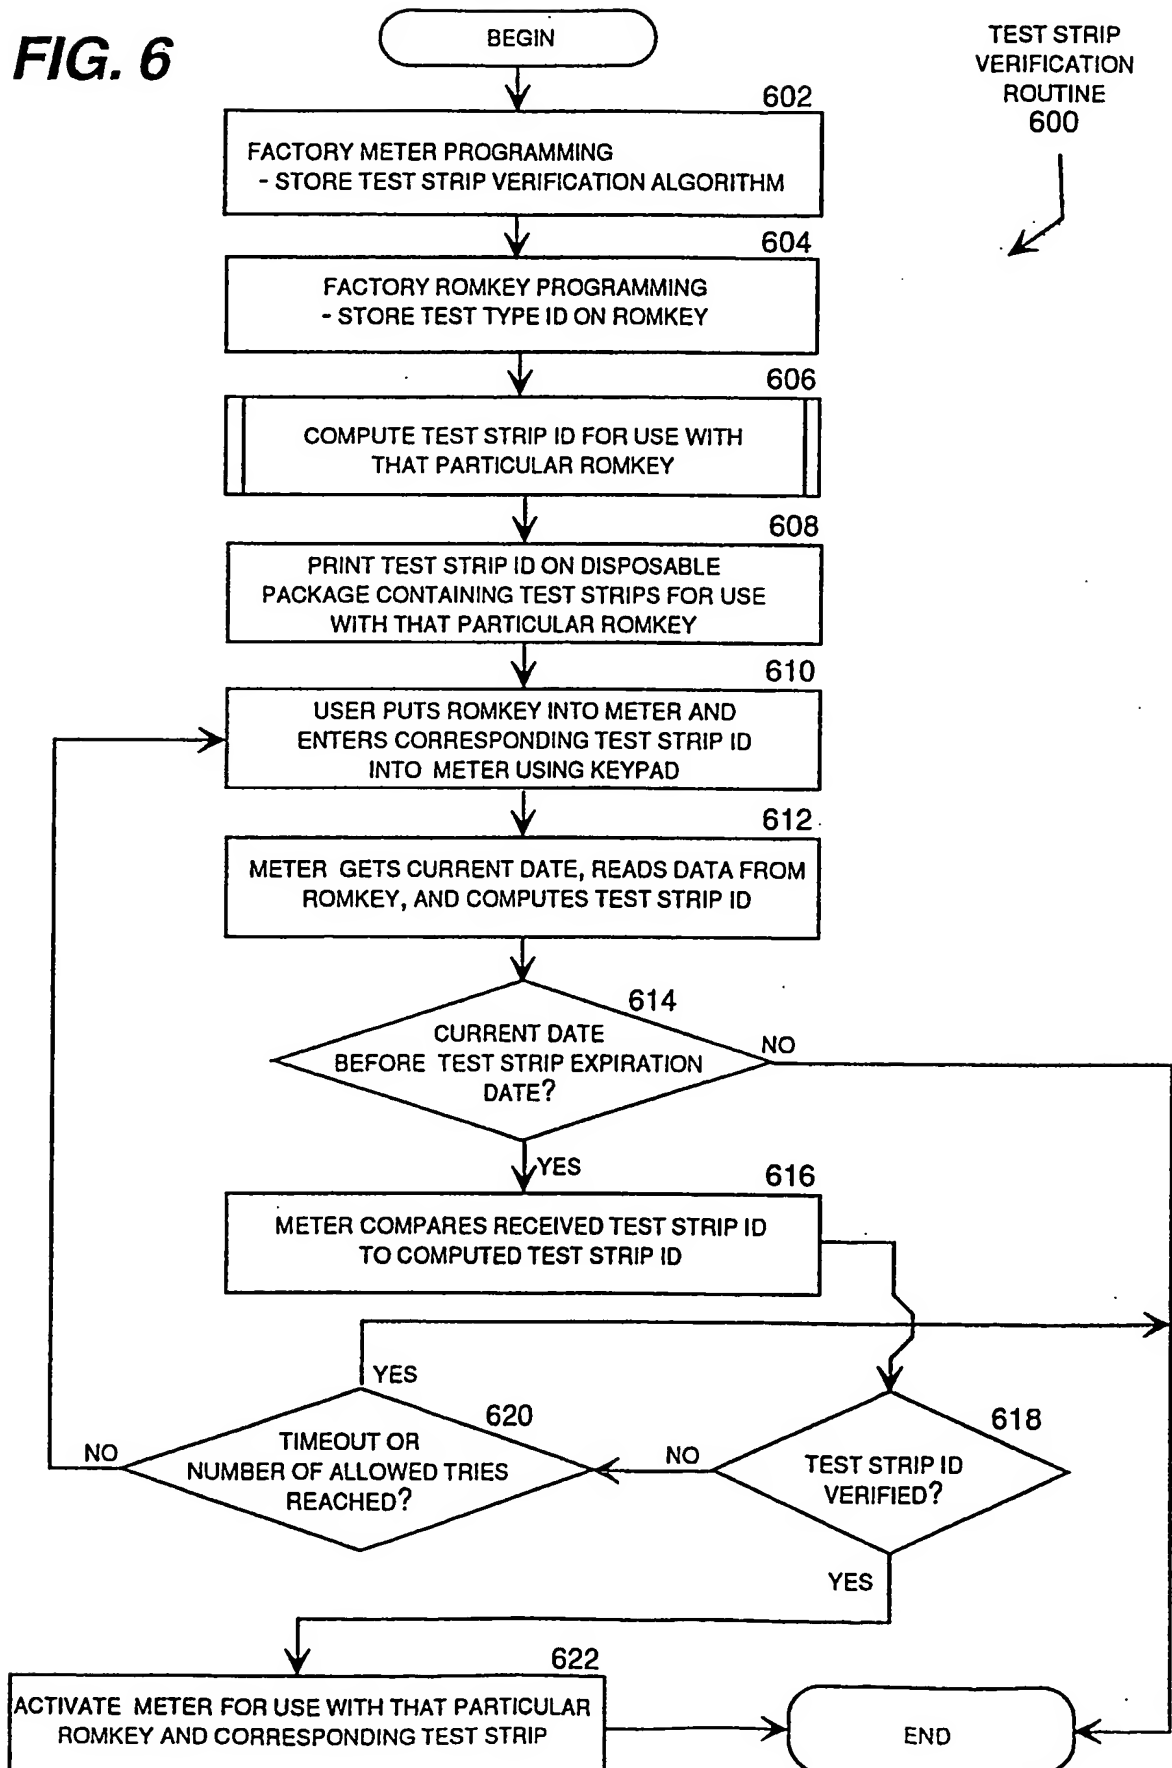 FIG. 6
BEGIN
TEST STRIP
VERIFICATION
ROUTINE
600
602
FACTORY METER PROGRAMMING
- STORE TEST STRIP VERIFICATION ALGORITHM
604
FACTORY ROMKEY PROGRAMMING
- STORE TEST TYPE ID ON ROMKEY
606
COMPUTE TEST STRIP ID FOR USE WITH
THAT PARTICULAR ROMKEY
608
PRINT TEST STRIP ID ON DISPOSABLE
PACKAGE CONTAINING TEST STRIPS FOR USE
WITH THAT PARTICULAR ROMKEY
610
USER PUTS ROMKEY INTO METER AND
ENTERS CORRESPONDING TEST STRIP ID
INTO METER USING KEYPAD
612
METER GETS CURRENT DATE, READS DATA FROM
ROMKEY, AND COMPUTES TEST STRIP ID
614
CURRENT DATE
BEFORE TEST STRIP EXPIRATION
DATE?
NO
YES
616
METER COMPARES RECEIVED TEST STRIP ID
TO COMPUTED TEST STRIP ID
YES
620
TIMEOUT OR
NUMBER OF ALLOWED TRIES
REACHED?
NO
NO
618
TEST STRIP ID
VERIFIED?
YES
622
ACTIVATE METER FOR USE WITH THAT PARTICULAR
ROMKEY AND CORRESPONDING TEST STRIP
END